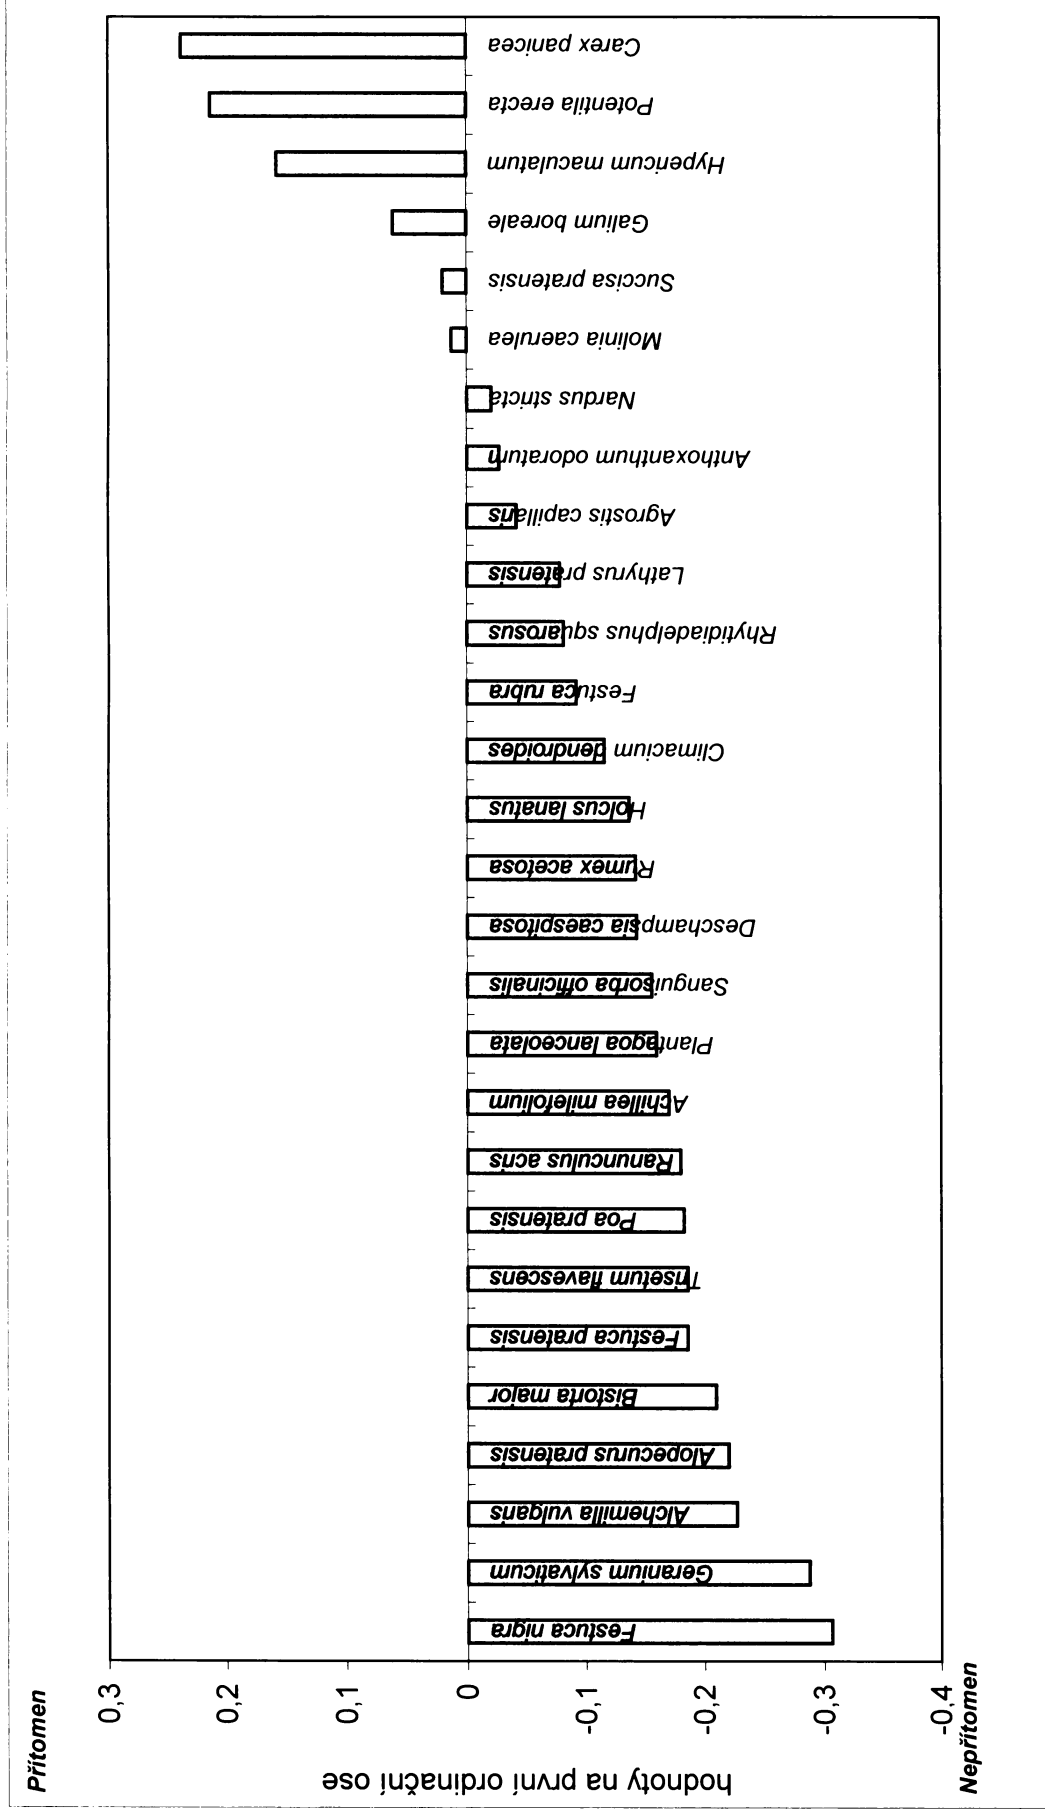 Přítomen
hodnoty na první ordinační ose
0,3
0,2
0,1
0
-0,1
-0,2
-0,3
-0,4
Nepřítomen
Festuca nigra
Geranium sylvaticum
Alchemilla vulgaris
Alopecurus pratensis
Bistorta major
Festuca pratensis
Trisetum flavescens
Poa pratensis
Ranunculus acris
Achillea milefolium
Plantagoa lanceolata
Sanguisorba officinalis
Deschampsia caespitosa
Rumex acetosa
Holcus lanatus
Climacium dendroides
Festuca rubra
Rhytidiadelphus squarosus
Lathyrus pratensis
Agrostis capillaris
Anthoxanthum odoratum
Nardus stricta
Molinia caerulea
Succisa pratensis
Galium boreale
Hypericum maculatum
Potentila erecta
Carex panicea